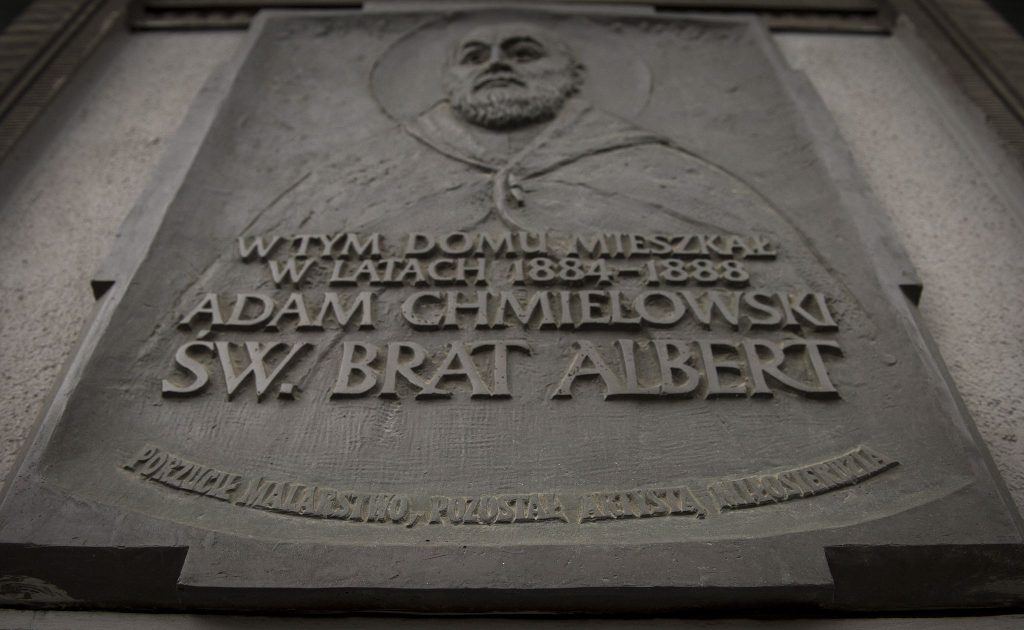 W TYM DOMU MIESZKAŁ
W LATACH 1884–1888
ADAM CHMIELOWSKI
ŚW. BRAT ALBERT
PORZUCIŁ MALARSTWO, POZOSTAŁ ARTYSTĄ MIŁOSIERDZIA